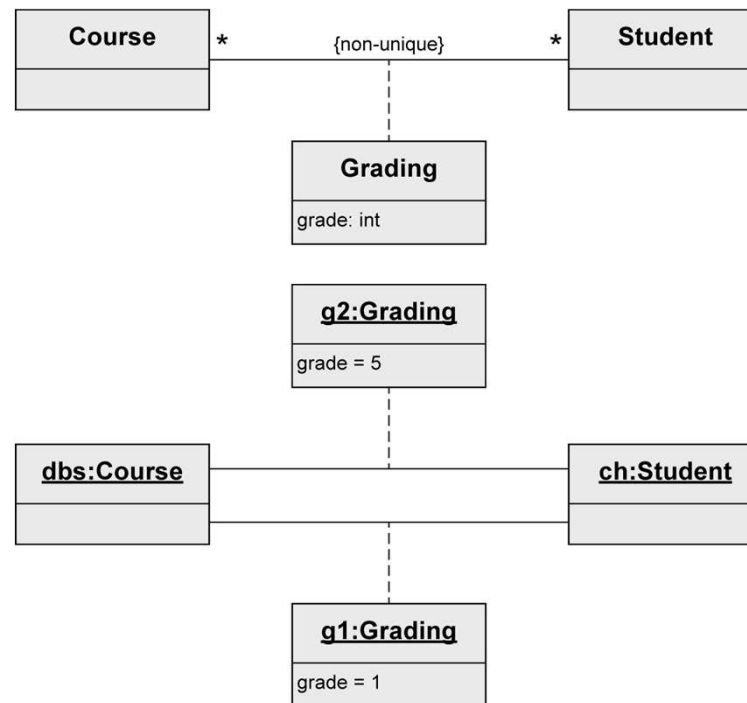 Course
*
{non-unique}
*
Student
Grading
grade: int
g2:Grading
grade = 5
dbs:Course
ch:Student
g1:Grading
grade = 1